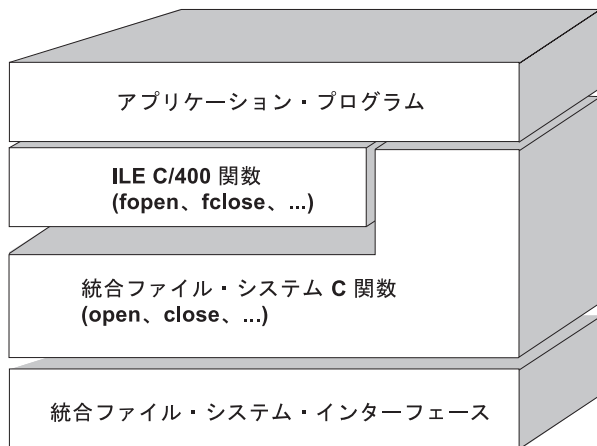 アプリケーション・プログラム
ILE C/400 関数
(fopen、fclose、...)
統合ファイル・システム C 関数
(open、close、...)
統合ファイル・システム・インターフェース